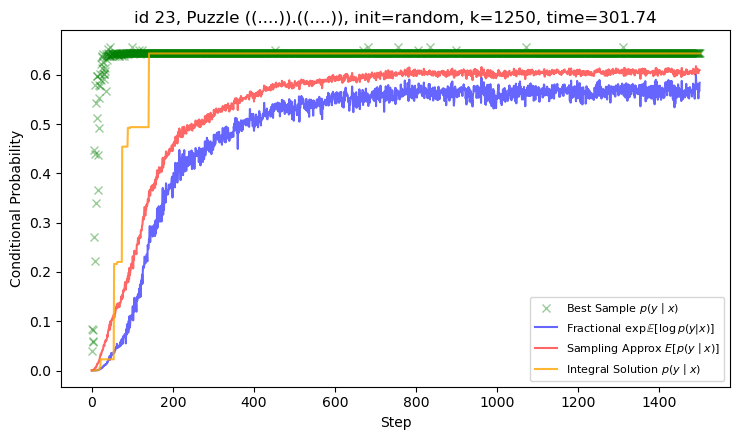 id 23, Puzzle ((....)).((....)), init=random, k=1250, time=301.74
Conditional Probability
0.6
0.5
0.4
0.3
0.2
0.1
0.0
Best Sample p(y | x)
Fractional exp 𝔼[log p(y|x)]
Sampling Approx E[p(y | x)]
Integral Solution p(y | x)
0 200 400 600 800 1000 1200 1400
Step